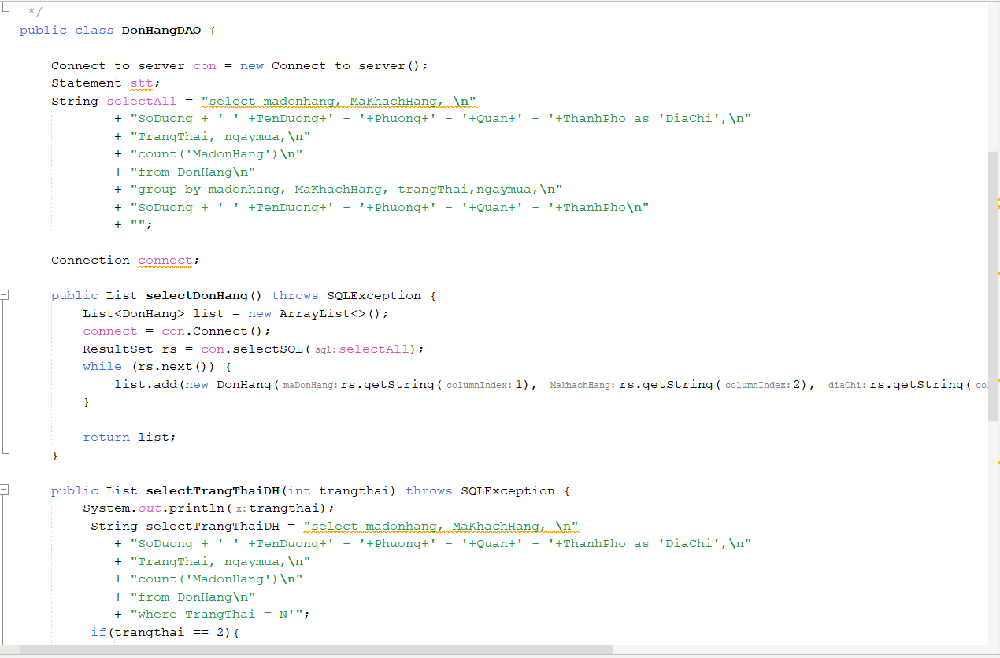 */
public class DonHangDAO {
Connect_to_server con = new Connect_to_server();
Statement stt;
String selectAll = "select madonhang, MaKhachHang, \n"
+ "SoDuong + ' ' +TenDuong+' - '+Phuong+' - '+Quan+' - '+ThanhPho as 'DiaChi',\n"
+ "TrangThai, ngaymua,\n"
+ "count('MadonHang')\n"
+ "from DonHang\n"
+ "group by madonhang, MaKhachHang, trangThai,ngaymua,\n"
+ "SoDuong + ' ' +TenDuong+' - '+Phuong+' - '+Quan+' - '+ThanhPho\n"
+ "";
Connection connect;
public List selectDonHang() throws SQLException {
List<DonHang> list = new ArrayList<>();
connect = con.Connect();
ResultSet rs = con.selectSQL( sql: selectAll);
while (rs.next()) {
list.add(new DonHang( maDonHang: rs.getString( columnIndex: 1), MakhachHang: rs.getString( columnIndex: 2), diaChi: rs.getString( co
}
return list;
}
public List selectTrangThaiDH(int trangthai) throws SQLException {
System.out.println( x: trangthai);
String selectTrangThaiDH = "select madonhang, MaKhachHang, \n"
+ "SoDuong + ' ' +TenDuong+' - '+Phuong+' - '+Quan+' - '+ThanhPho as 'DiaChi',\n"
+ "TrangThai, ngaymua,\n"
+ "count('MadonHang')\n"
+ "from DonHang\n"
+ "where TrangThai = N'";
if(trangthai == 2){